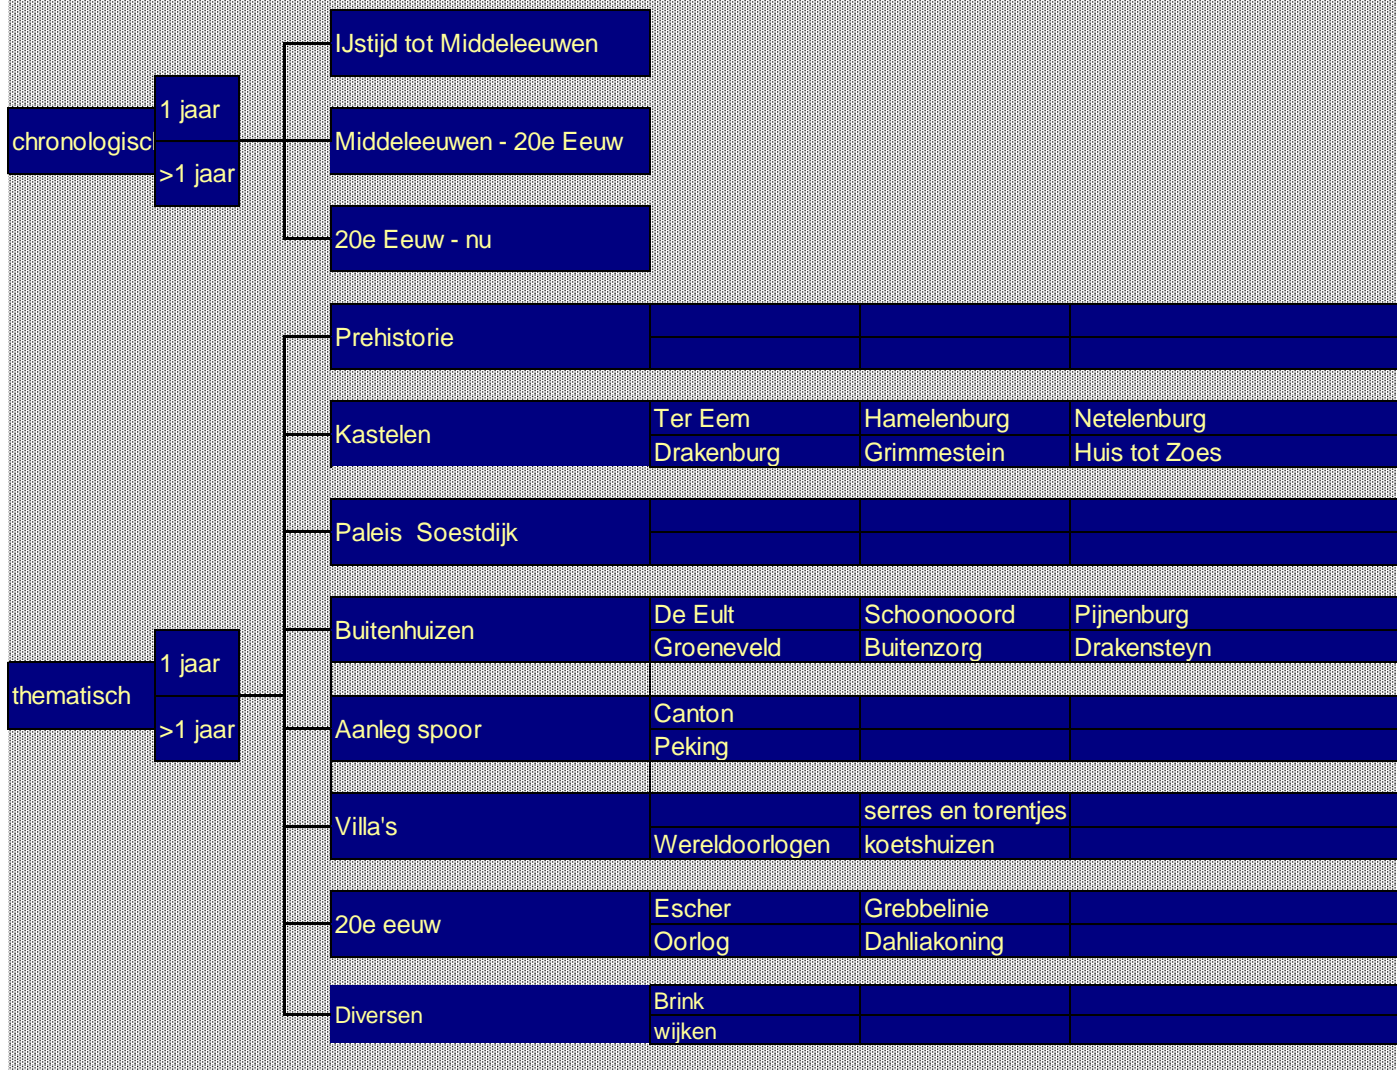 IJstijd tot Middeleeuwen
1 jaar
chronologisc
>1 jaar
Middeleeuwen - 20e Eeuw
20e Eeuw - nu
Prehistorie
Kastelen
Ter Eem Hamelenburg Netelenburg
Drakenburg Grimmestein Huis tot Zoes
Paleis Soestdijk
Buitenhuizen
De Eult Schoonooord Pijnenburg
Groeneveld Buitenzorg Drakensteyn
1 jaar
thematisch
>1 jaar
Aanleg spoor
Canton
Peking
Villa's
serres en torentjes
Wereldoorlogen koetshuizen
20e eeuw
Escher Grebbelinie
Oorlog Dahliakoning
Diversen
Brink
wijken